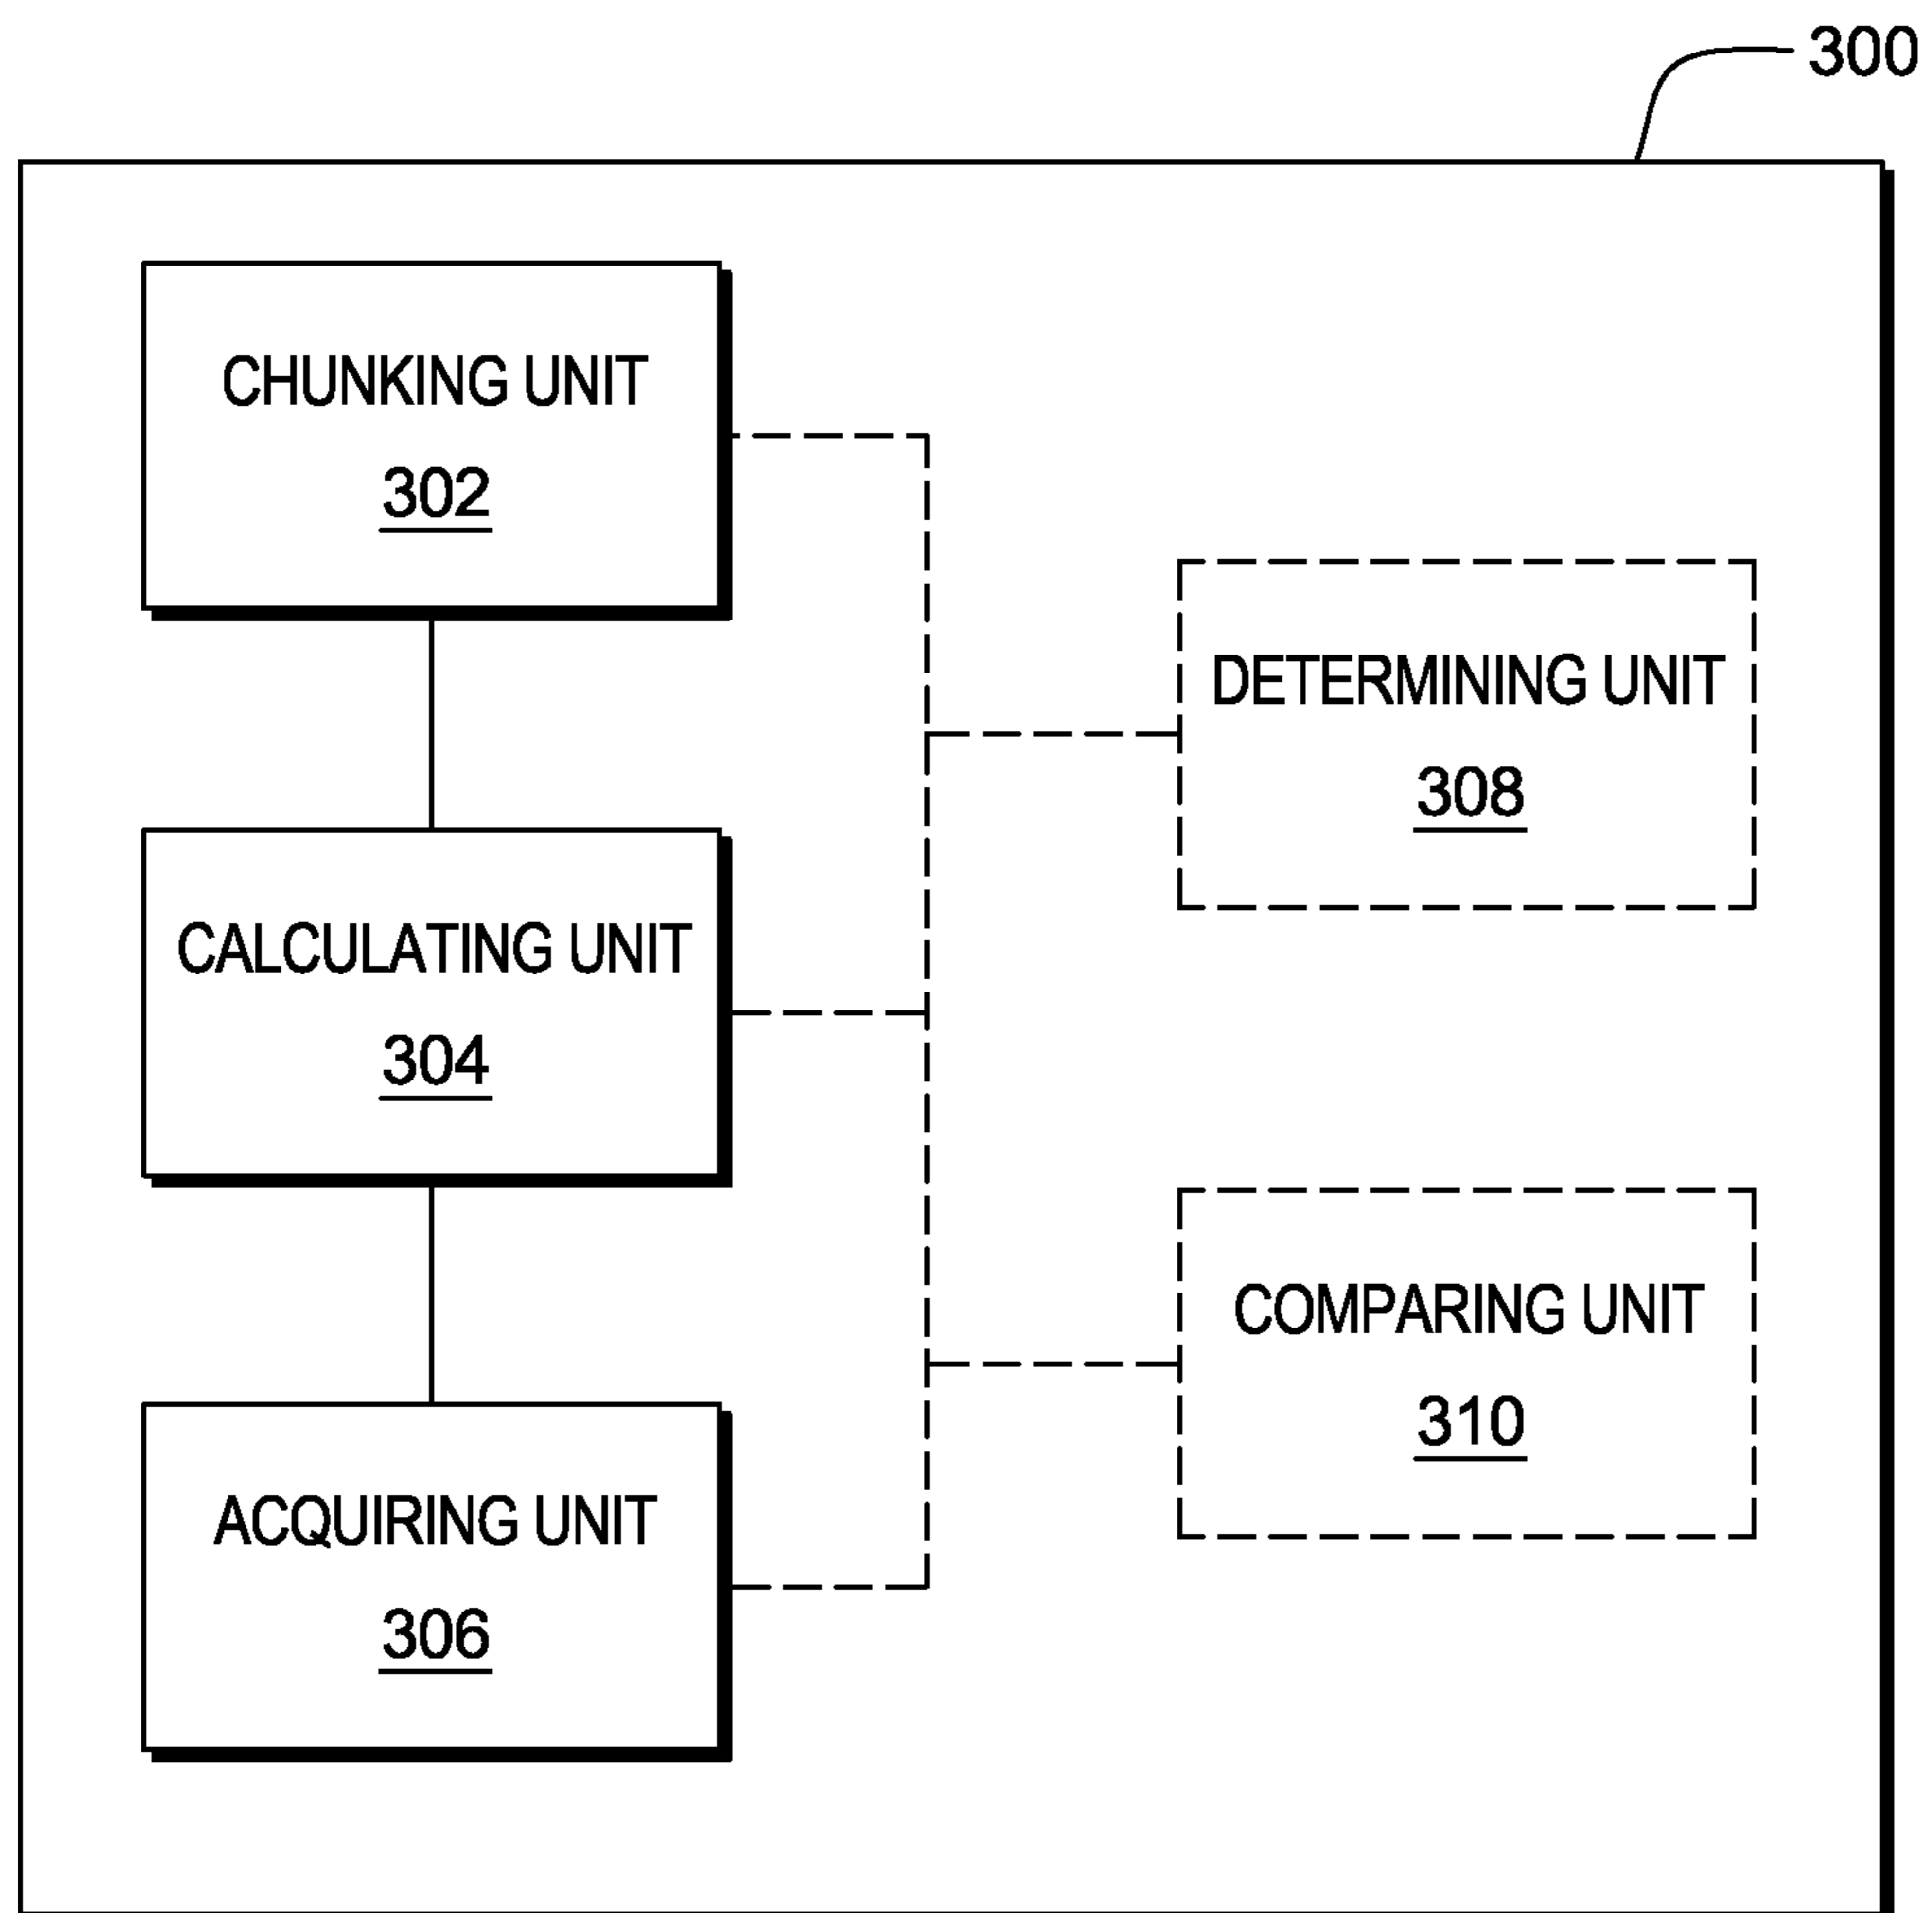 300
CHUNKING UNIT
302
DETERMINING UNIT
308
CALCULATING UNIT
304
COMPARING UNIT
310
ACQUIRING UNIT
306